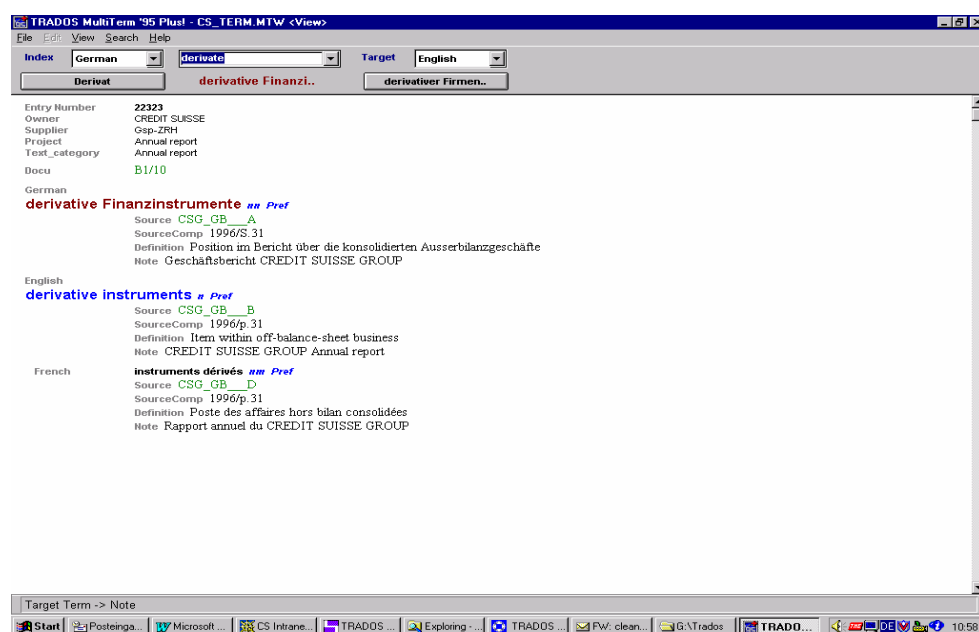 TRADOS MultiTerm '95 Plus! - CS_TERM.MTW <View>
File Edit View Search Help
Index German derivate Target English
Derivat derivative Finanzi.. derivativer Firmen..
Entry Number 22323
Owner CREDIT SUISSE
Supplier Gsp-ZRH
Project Annual report
Text_category Annual report
Docu B1/10
German
derivative Finanzinstrumente nn Pref
Source CSG_GB___A
SourceComp 1996/S.31
Definition Position im Bericht über die konsolidierten Ausserbilanzgeschäfte
Note Geschäftsbericht CREDIT SUISSE GROUP
English
derivative instruments n Pref
Source CSG_GB___B
SourceComp 1996/p.31
Definition Item within off-balance-sheet business
Note CREDIT SUISSE GROUP Annual report
French instruments dérivés nm Pref
Source CSG_GB___D
SourceComp 1996/p.31
Definition Poste des affaires hors bilan consolidées
Note Rapport annuel du CREDIT SUISSE GROUP
Target Term -> Note
Start Posteinga... Microsoft ... CS Intrane... TRADOS ... Exploring - ... TRADOS ... FW: clean... G:\Trados TRADO... DE 10:58